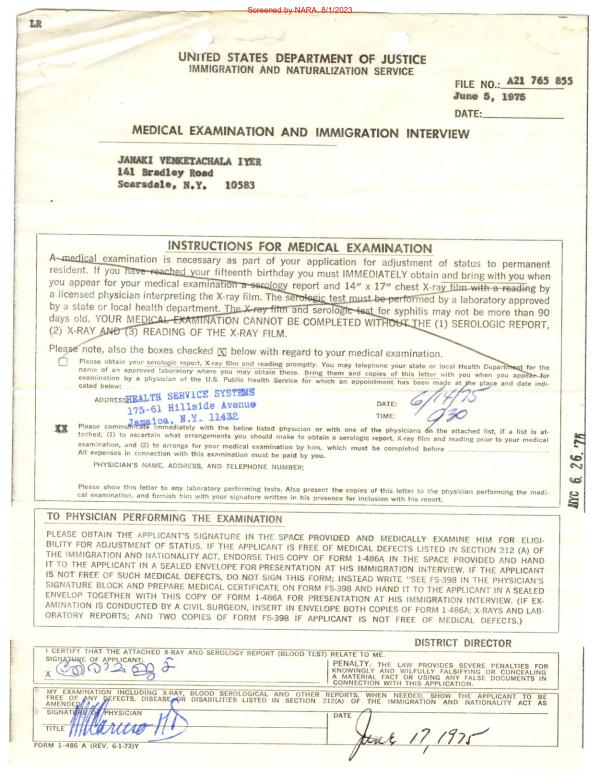 Screened by NARA, 8/1/2023
LR
UNITED STATES DEPARTMENT OF JUSTICE
IMMIGRATION AND NATURALIZATION SERVICE
FILE NO.: A21 765 855
June 5, 1975
DATE:
MEDICAL EXAMINATION AND IMMIGRATION INTERVIEW
JANAKI VENKETACHALA IYER
141 Bradley Road
Scarsdale, N.Y. 10583
INSTRUCTIONS FOR MEDICAL EXAMINATION
A medical examination is necessary as part of your application for adjustment of status to permanent
resident. If you have reached your fifteenth birthday you must IMMEDIATELY obtain and bring with you when
you appear for your medical examination a serology report and 14" x 17" chest X-ray film with a reading by
a licensed physician interpreting the X-ray film. The serologic test must be performed by a laboratory approved
by a state or local health department. The X-ray film and serologic test for syphilis may not be more than 90
days old. YOUR MEDICAL EXAMINATION CANNOT BE COMPLETED WITHOUT THE (1) SEROLOGIC REPORT,
(2) X-RAY AND (3) READING OF THE X-RAY FILM.
Please note, also the boxes checked X below with regard to your medical examination.
Please obtain your serologic report, X-ray film and reading promptly. You may telephone your state or local Health Department for the
name of an approved laboratory where you may obtain these. Bring them and copies of this letter with you when you appear for
examination by a physician of the U.S. Public Health Service for which an appointment has been made at the place and date indi-
cated below:
ADDRESS: HEALTH SERVICE SYSTEMS
175-61 Hillside Avenue
Jamaica, N.Y. 11432
DATE: 6/14/75
TIME: 9/30
XX Please communicate immediately with the below listed physician or with one of the physicians on the attached list, if a list is at-
tached, (1) to ascertain what arrangements you should make to obtain a serologic report, X-ray film and reading prior to your medical
examination, and (2) to arrange for your medical examination by him, which must be completed before
All expenses in connection with this examination must be paid by you.
PHYSICIAN'S NAME, ADDRESS, AND TELEPHONE NUMBER;
Please show this letter to any laboratory performing tests. Also present the copies of this letter to the physician performing the medi-
cal examination, and furnish him with your signature written in his presence for inclusion with his report.
NYC 6.26.'75
TO PHYSICIAN PERFORMING THE EXAMINATION
PLEASE OBTAIN THE APPLICANT'S SIGNATURE IN THE SPACE PROVIDED AND MEDICALLY EXAMINE HIM FOR ELIGI-
BILITY FOR ADJUSTMENT OF STATUS. IF THE APPLICANT IS FREE OF MEDICAL DEFECTS LISTED IN SECTION 212 (A) OF
THE IMMIGRATION AND NATIONALITY ACT, ENDORSE THIS COPY OF FORM I-486A IN THE SPACE PROVIDED AND HAND
IT TO THE APPLICANT IN A SEALED ENVELOPE FOR PRESENTATION AT HIS IMMIGRATION INTERVIEW. IF THE APPLICANT
IS NOT FREE OF SUCH MEDICAL DEFECTS, DO NOT SIGN THIS FORM; INSTEAD WRITE "SEE FS-398 IN THE PHYSICIAN'S
SIGNATURE BLOCK AND PREPARE MEDICAL CERTIFICATE ON FORM FS-398 AND HAND IT TO THE APPLICANT IN A SEALED
ENVELOP TOGETHER WITH THIS COPY OF FORM I-486A FOR PRESENTATION AT HIS IMMIGRATION INTERVIEW. (IF EX-
AMINATION IS CONDUCTED BY A CIVIL SURGEON, INSERT IN ENVELOPE BOTH COPIES OF FORM I-486A; X-RAYS AND LAB-
ORATORY REPORTS; AND TWO COPIES OF FORM FS-398 IF APPLICANT IS NOT FREE OF MEDICAL DEFECTS.)
DISTRICT DIRECTOR
I CERTIFY THAT THE ATTACHED X-RAY AND SEROLOGY REPORT (BLOOD TEST) RELATE TO ME.
SIGNATURE OF APPLICANT:
X
PENALTY: THE LAW PROVIDES SEVERE PENALTIES FOR
KNOWINGLY AND WILFULLY FALSIFYING OR CONCEALING
A MATERIAL FACT OR USING ANY FALSE DOCUMENTS IN
CONNECTION WITH THIS APPLICATION.
MY EXAMINATION INCLUDING X-RAY, BLOOD SEROLOGICAL AND OTHER REPORTS, WHEN NEEDED, SHOW THE APPLICANT TO BE
FREE OF ANY DEFECTS, DISEASE OR DISABILITIES LISTED IN SECTION 212(A) OF THE IMMIGRATION AND NATIONALITY ACT AS
AMENDED
SIGNATURE OF PHYSICIAN
TITLE
DATE
June 17, 1975
FORM I-486 A (REV. 6-1-73)Y